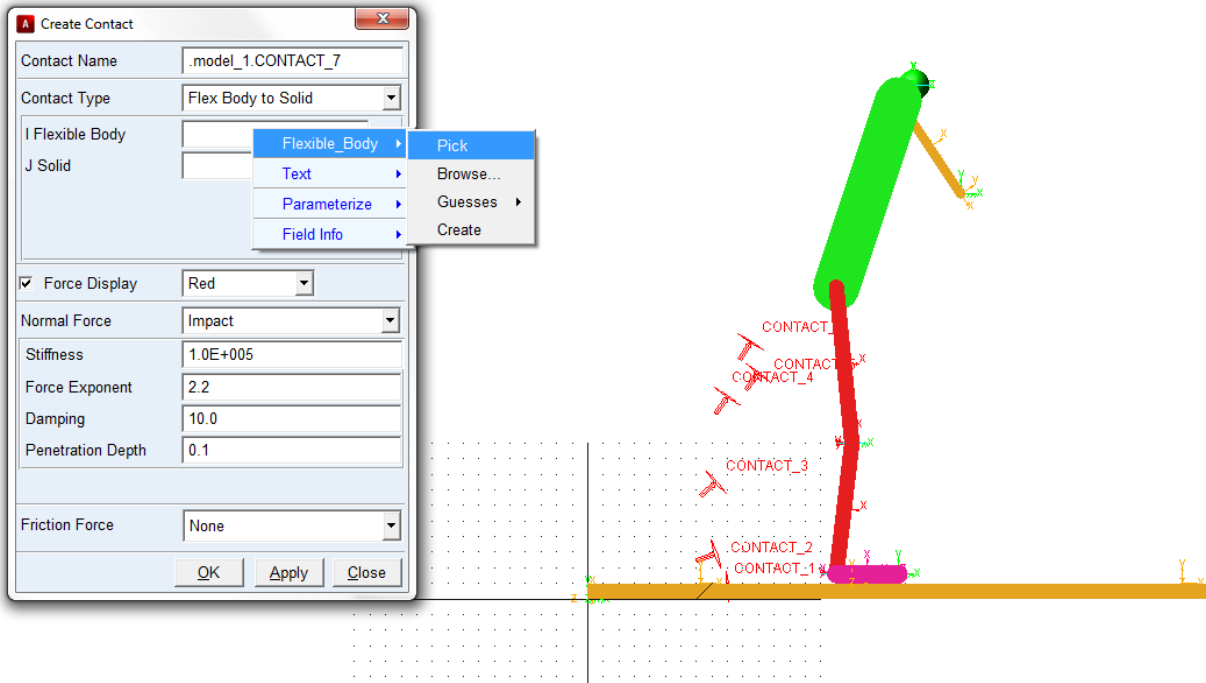 Create Contact
Contact Name .model_1.CONTACT_7
Contact Type Flex Body to Solid
I Flexible Body
J Solid
Flexible_Body Pick
Text Browse...
Parameterize Guesses
Field Info Create
Force Display Red
Normal Force Impact
Stiffness 1.0E+005
Force Exponent 2.2
Damping 10.0
Penetration Depth 0.1
Friction Force None
OK Apply Close
CONTACT_
CONTACT
CONTACT_4
CONTACT_3
CONTACT_2
CONTACT_1